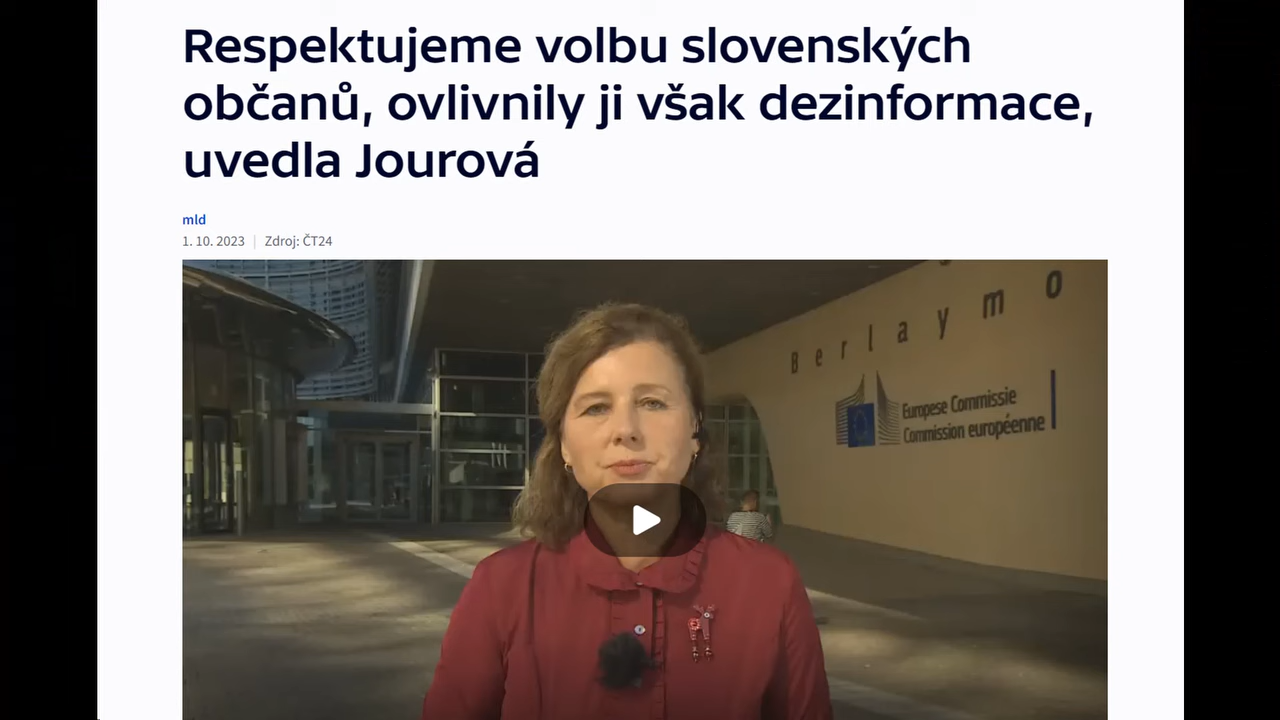 Respektujeme volbu slovenských
občanů, ovlivnily ji však dezinformace,
uvedla Jourová
mld
1. 10. 2023 | Zdroj: ČT24
Berlaymo
Europese Commissie
Commission européenne